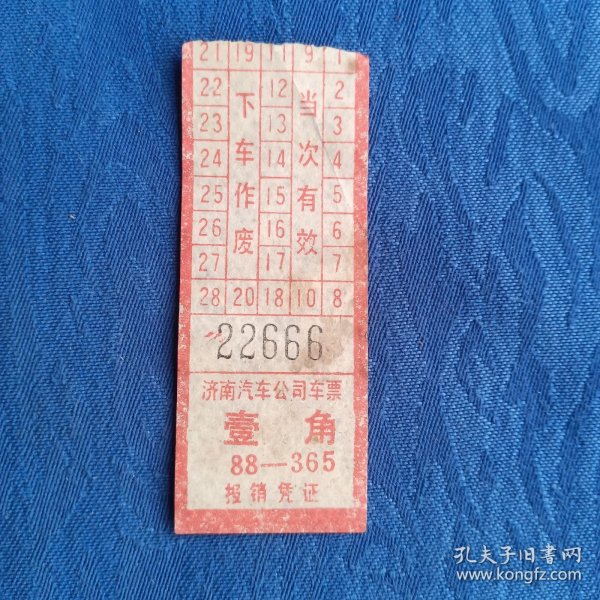 21 19 11 9 1
22 12 2
23 13 3
24 14 4
25 15 5
26 16 6
27 17 7
28 20 18 10 8
当次有效
下车作废
22666
济南汽车公司车票
壹角
88—365
报销凭证
孔夫子旧書网
www.kongfz.com